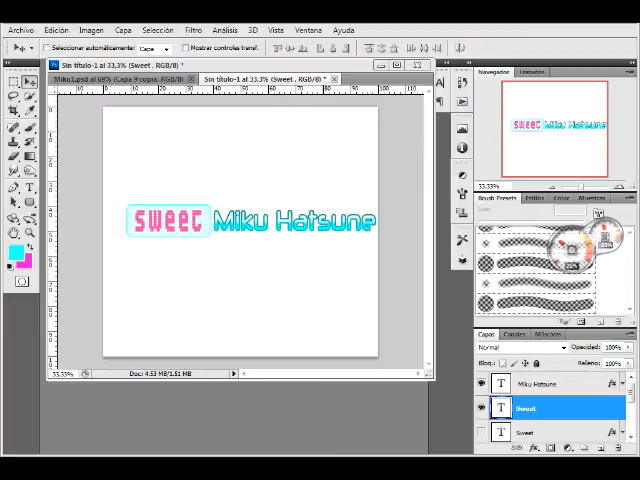 Archivo Edición Imagen Capa Selección Filtro Análisis 3D Vista Ventana Ayuda
Seleccionar automáticamente: Capa Mostrar controles transf.
Sin título-1 al 33,3% (Sweet , RGB/8) *
Miku1.psd al 69% (Capa 9 copia, RGB/8) * Sin título-1 al 33.3% (Sweet , RGB/8) *
sweet Miku Hatsune
33.33% Doc: 4.53 MB/1.51 MB
Navegador Trazados
sweet Miku Hatsune
33.33%
Brush Presets Estilos Color Muestras
Capas Canales Máscaras
Normal Opacidad: 100%
Bloq.: Relleno: 100%
T Miku Hatsune fx
T Sweet
T Sweet fx